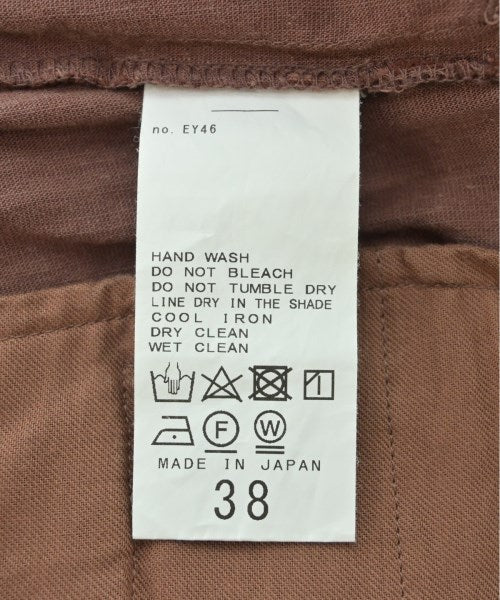 no. EY46
HAND WASH
DO NOT BLEACH
DO NOT TUMBLE DRY
LINE DRY IN THE SHADE
COOL IRON
DRY CLEAN
WET CLEAN
F W
MADE IN JAPAN
38